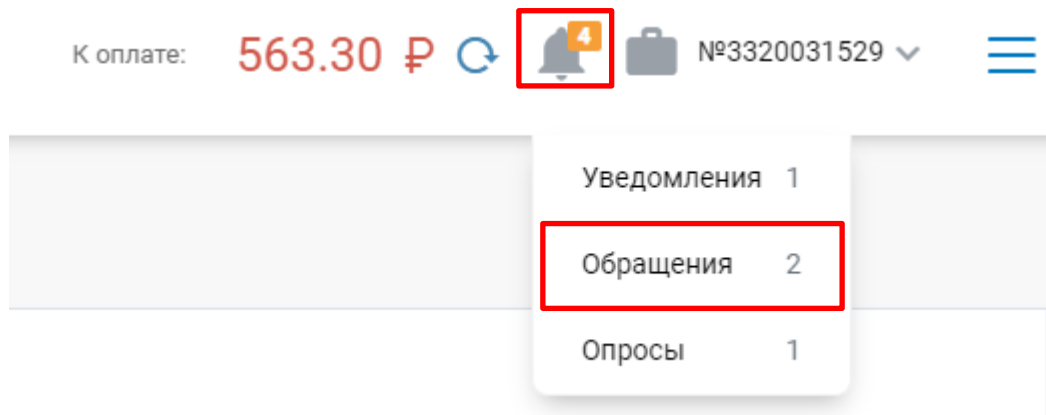 К оплате: 563.30 ₽ 4 №3320031529
Уведомления 1
Обращения 2
Опросы 1